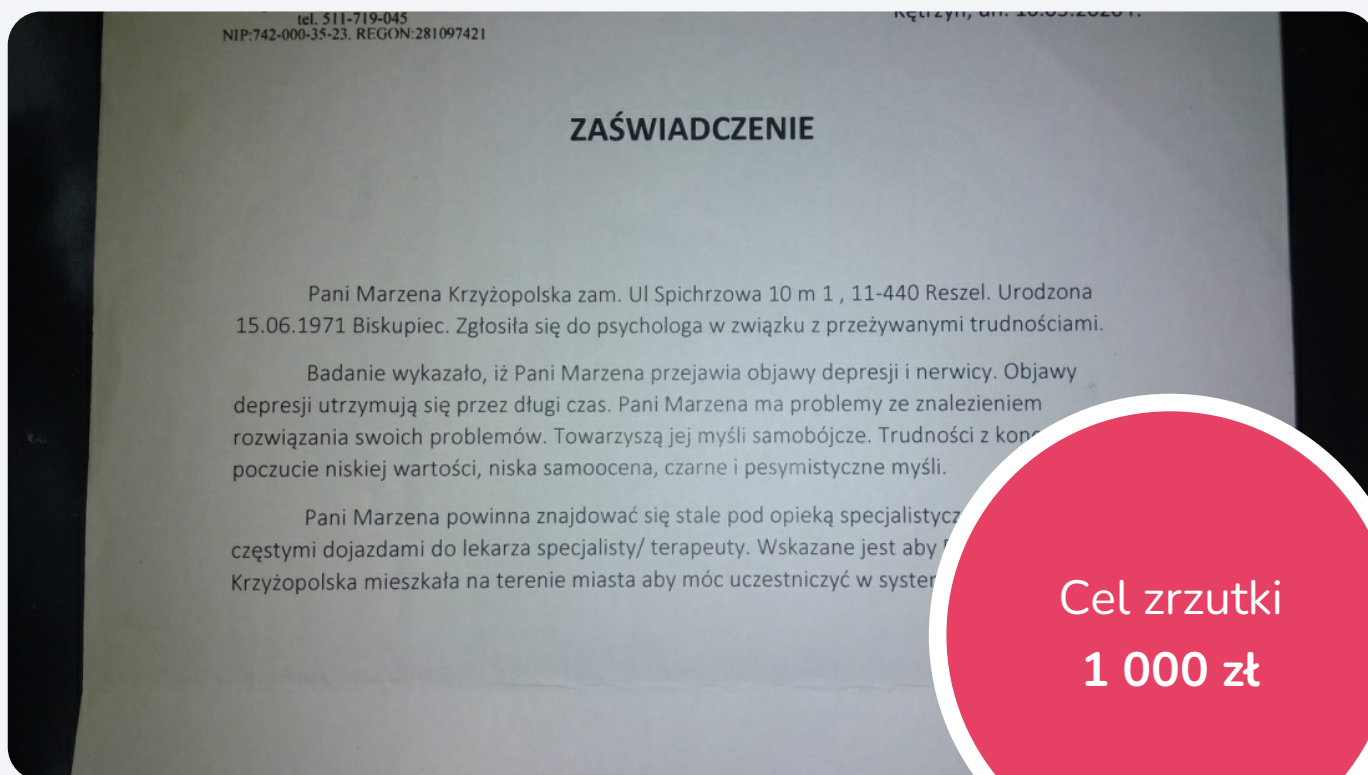 tel. 511-719-045
NIP:742-000-35-23. REGON:281097421
ZAŚWIADCZENIE
Pani Marzena Krzyżopolska zam. Ul Spichrzowa 10 m 1 , 11-440 Reszel. Urodzona
15.06.1971 Biskupiec. Zgłosiła się do psychologa w związku z przeżywanymi trudnościami.
Badanie wykazało, iż Pani Marzena przejawia objawy depresji i nerwicy. Objawy
depresji utrzymują się przez długi czas. Pani Marzena ma problemy ze znalezieniem
rozwiązania swoich problemów. Towarzyszą jej myśli samobójcze. Trudności z
poczucie niskiej wartości, niska samoocena, czarne i pesymistyczne myśli.
Pani Marzena powinna znajdować się stale pod opieką
częstymi dojazdami do lekarza specjalisty/ terapeuty. Wskazane jest aby
Krzyżopolska mieszkała na terenie miasta aby móc uczestniczyć w
Cel zrzutki
1 000 zł